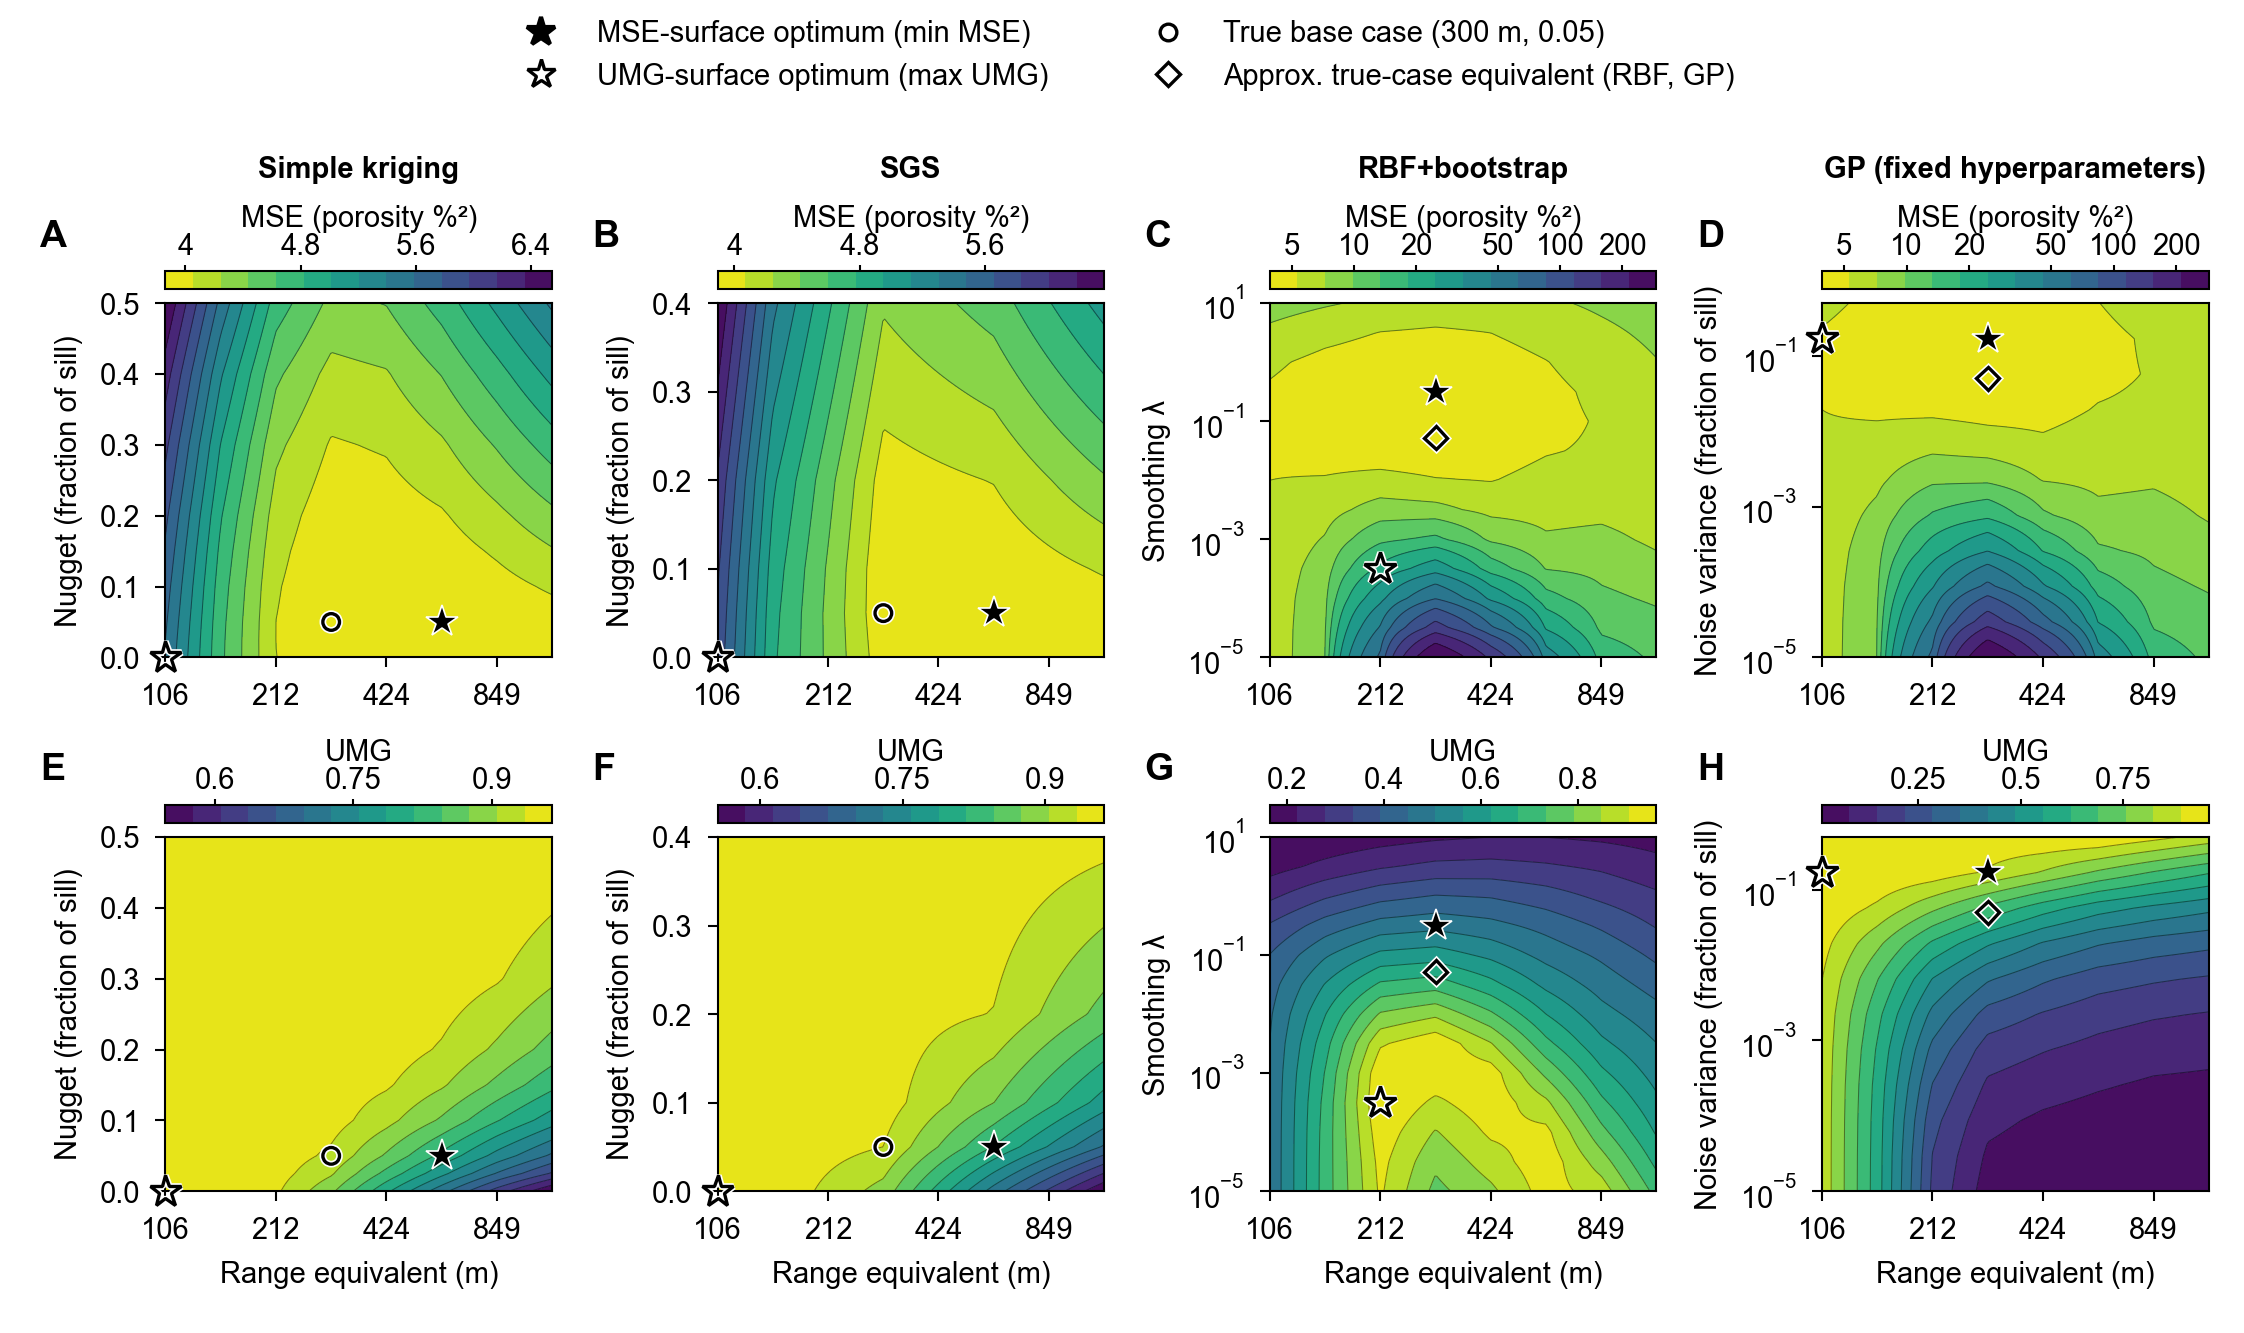 MSE-surface optimum (min MSE)
UMG-surface optimum (max UMG)
True base case (300 m, 0.05)
Approx. true-case equivalent (RBF, GP)
Simple kriging
A
MSE (porosity %²)
4 4.8 5.6 6.4
Nugget (fraction of sill)
0.5
0.4
0.3
0.2
0.1
0.0
106 212 424 849
SGS
B
MSE (porosity %²)
4 4.8 5.6
Nugget (fraction of sill)
0.4
0.3
0.2
0.1
0.0
106 212 424 849
RBF+bootstrap
C
MSE (porosity %²)
5 10 20 50 100 200
Smoothing λ
10¹
10⁻¹
10⁻³
10⁻⁵
106 212 424 849
GP (fixed hyperparameters)
D
MSE (porosity %²)
5 10 20 50 100 200
Noise variance (fraction of sill)
10⁻¹
10⁻³
10⁻⁵
106 212 424 849
E
UMG
0.6 0.75 0.9
Nugget (fraction of sill)
0.5
0.4
0.3
0.2
0.1
0.0
106 212 424 849
Range equivalent (m)
F
UMG
0.6 0.75 0.9
Nugget (fraction of sill)
0.4
0.3
0.2
0.1
0.0
106 212 424 849
Range equivalent (m)
G
UMG
0.2 0.4 0.6 0.8
Smoothing λ
10¹
10⁻¹
10⁻³
10⁻⁵
106 212 424 849
Range equivalent (m)
H
UMG
0.25 0.5 0.75
Noise variance (fraction of sill)
10⁻¹
10⁻³
10⁻⁵
106 212 424 849
Range equivalent (m)